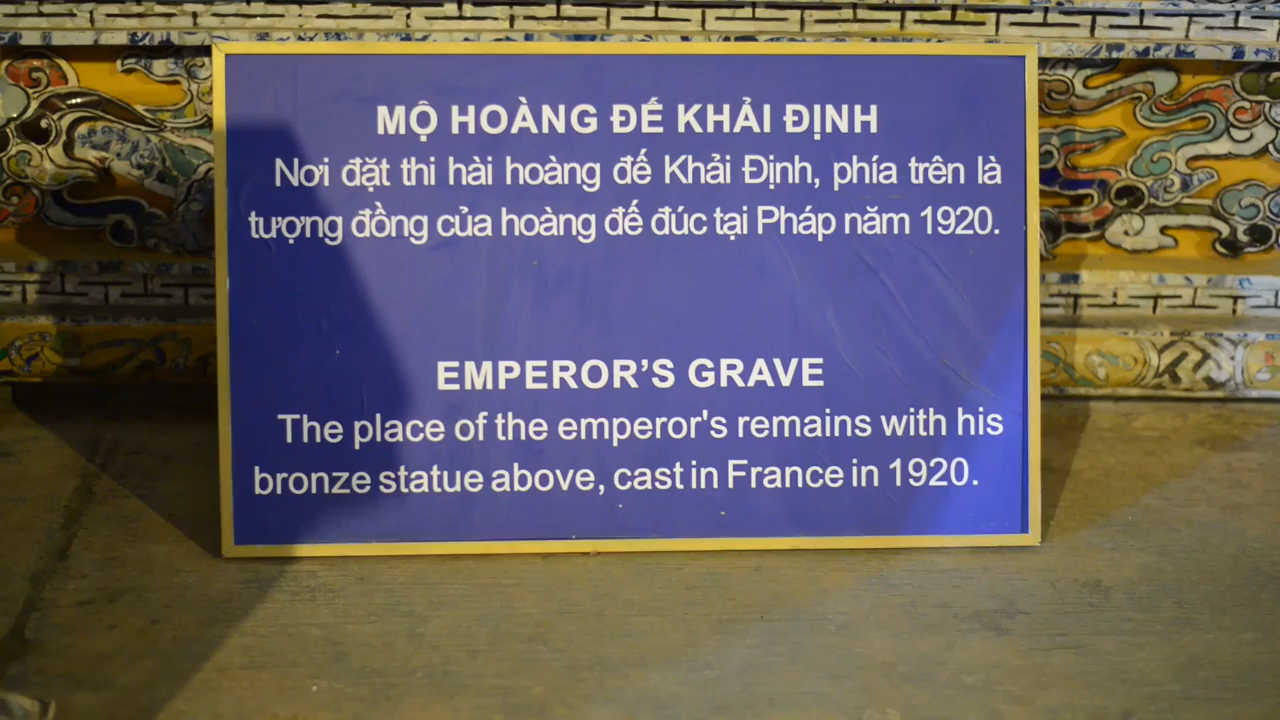 MỘ HOÀNG ĐẾ KHẢI ĐỊNH
Nơi đặt thi hài hoàng đế Khải Định, phía trên là
tượng đồng của hoàng đế đúc tại Pháp năm 1920.
EMPEROR’S GRAVE
The place of the emperor's remains with his
bronze statue above, cast in France in 1920.